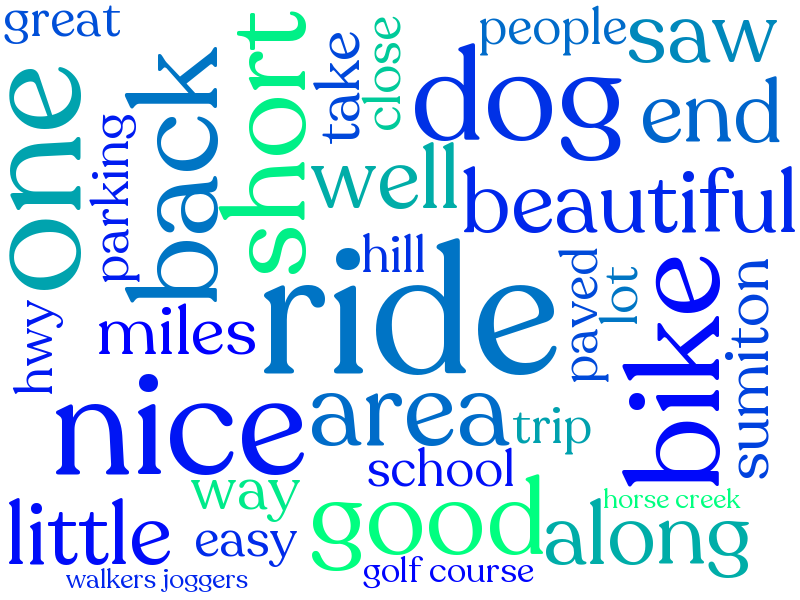 great
people
saw
one
back
short
take
close
dog
end
parking
well
beautiful
hill
ride
paved
lot
bike
sumiton
hwy
miles
nice
area
trip
school
way
good
horse creek
little
easy
along
golf course
walkers joggers